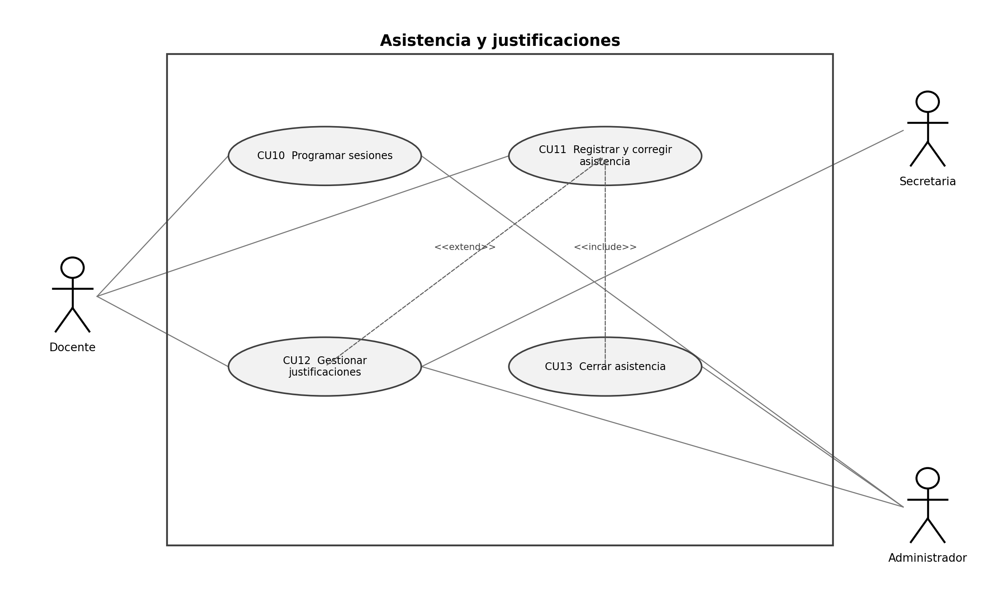 Asistencia y justificaciones
CU10  Programar sesiones
CU11  Registrar y corregir
asistencia
Secretaria
<<extend>>
<<include>>
Docente
CU12  Gestionar
justificaciones
CU13  Cerrar asistencia
Administrador